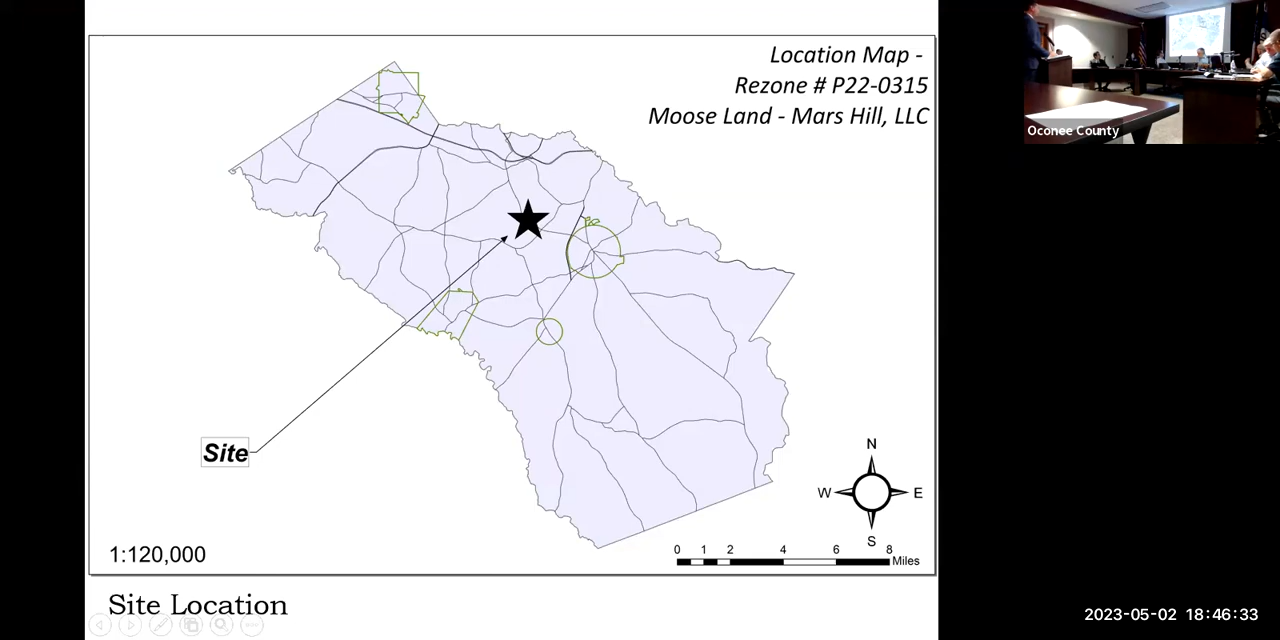 Location Map -
Rezone # P22-0315
Moose Land - Mars Hill, LLC
Oconee County
Site
N
W E
S
1:120,000
0 1 2 4 6 8
Miles
Site Location
2023-05-02 18:46:33